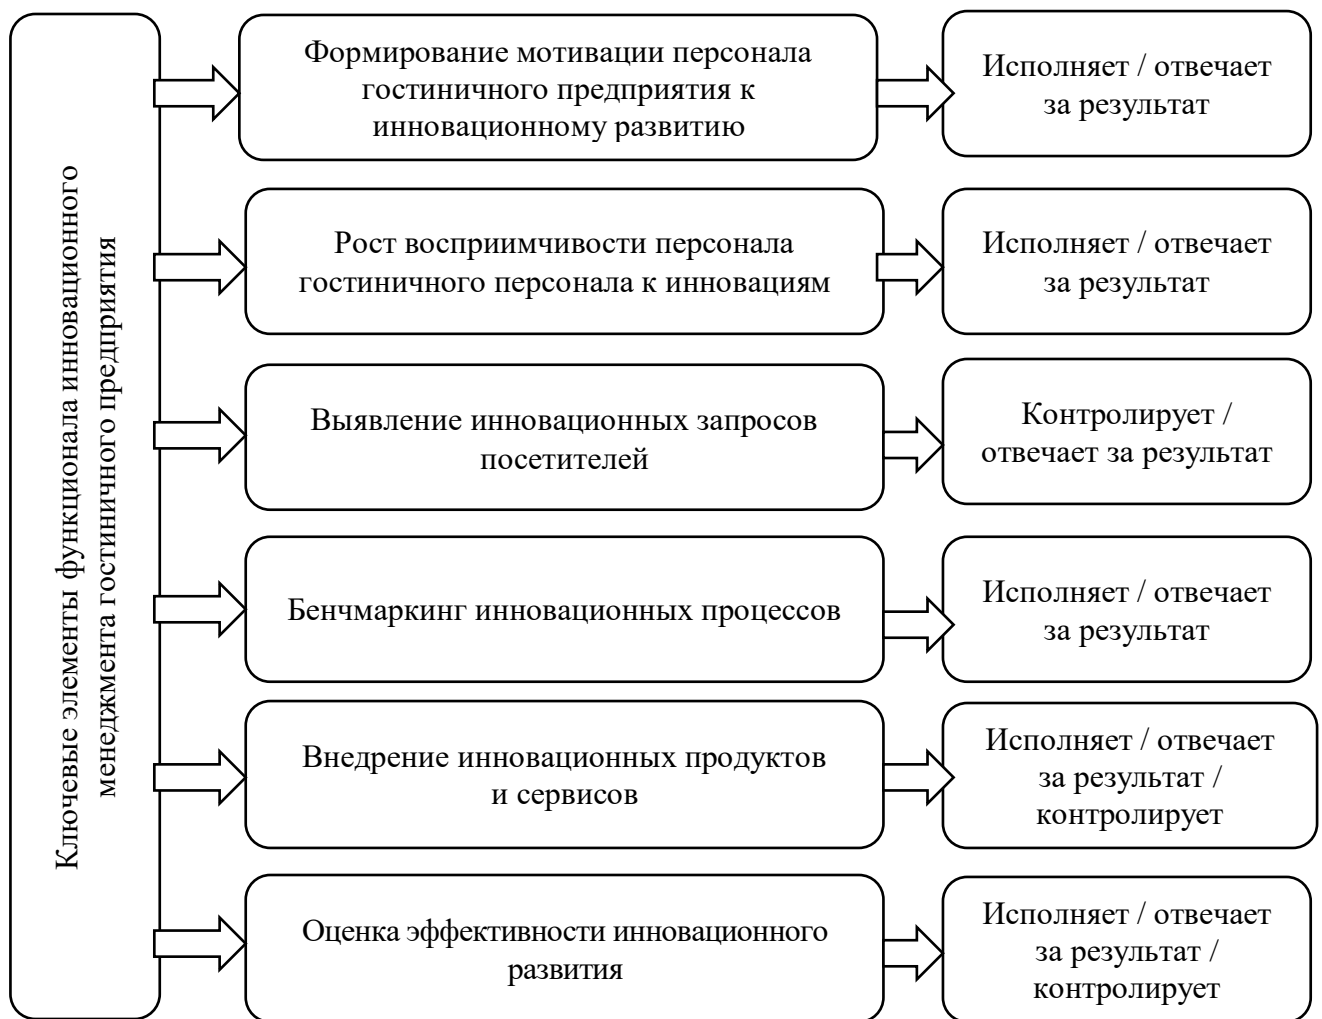 Ключевые элементы функционала инновационного
менеджмента гостиничного предприятия
Формирование мотивации персонала
гостиничного предприятия к
инновационному развитию
Исполняет / отвечает
за результат
Рост восприимчивости персонала
гостиничного персонала к инновациям
Исполняет / отвечает
за результат
Выявление инновационных запросов
посетителей
Контролирует /
отвечает за результат
Бенчмаркинг инновационных процессов
Исполняет / отвечает
за результат
Внедрение инновационных продуктов
и сервисов
Исполняет / отвечает
за результат /
контролирует
Оценка эффективности инновационного
развития
Исполняет / отвечает
за результат /
контролирует